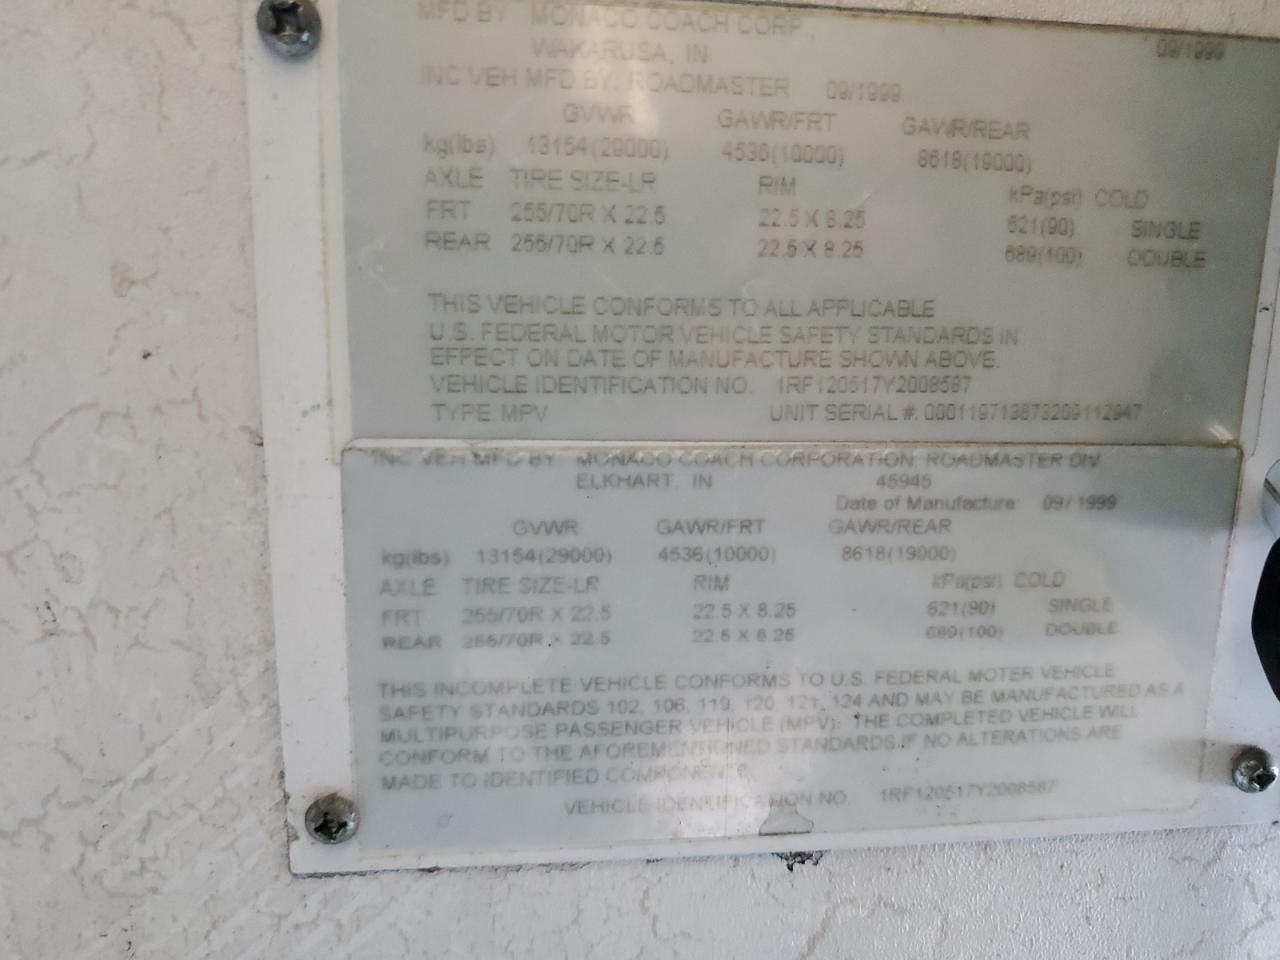 MFD BY MONACO COACH CORP.,
WAKARUSA, IN 09/1999
INC VEH MFD BY: ROADMASTER 09/1999
GVWR GAWR/FRT GAWR/REAR
kg(lbs) 13154(29000) 4536(10000) 8618(19000)
AXLE TIRE SIZE-LR RIM kPa(psi) COLD
FRT 255/70R X 22.5 22.5 X 8.25 621(90) SINGLE
REAR 255/70R X 22.5 22.5 X 8.25 689(100) DOUBLE
THIS VEHICLE CONFORMS TO ALL APPLICABLE
U.S. FEDERAL MOTOR VEHICLE SAFETY STANDARDS IN
EFFECT ON DATE OF MANUFACTURE SHOWN ABOVE.
VEHICLE IDENTIFICATION NO. 1RF120517Y2008587
TYPE: MPV UNIT SERIAL #: 000119713873209112947
INC VEH MFD BY MONACO COACH CORPORATION, ROADMASTER DIV
ELKHART, IN 45945
Date of Manufacture: 09/ 1999
GVWR GAWR/FRT GAWR/REAR
kg(lbs) 13154(29000) 4536(10000) 8618(19000)
AXLE TIRE SIZE-LR RIM kPa(psi) COLD
FRT 255/70R X 22.5 22.5 X 8.25 621(90) SINGLE
REAR 255/70R X 22.5 22.5 X 8.25 689(100) DOUBLE
THIS INCOMPLETE VEHICLE CONFORMS TO U.S. FEDERAL MOTER VEHICLE
SAFETY STANDARDS 102, 106, 119, 120, 121, 124 AND MAY BE MANUFACTURED AS A
MULTIPURPOSE PASSENGER VEHICLE (MPV). THE COMPLETED VEHICLE WILL
CONFORM TO THE AFOREMENTIONED STANDARDS IF NO ALTERATIONS ARE
MADE TO IDENTIFIED COMPONENTS.
VEHICLE IDENTIFICATION NO. 1RF120517Y2008587